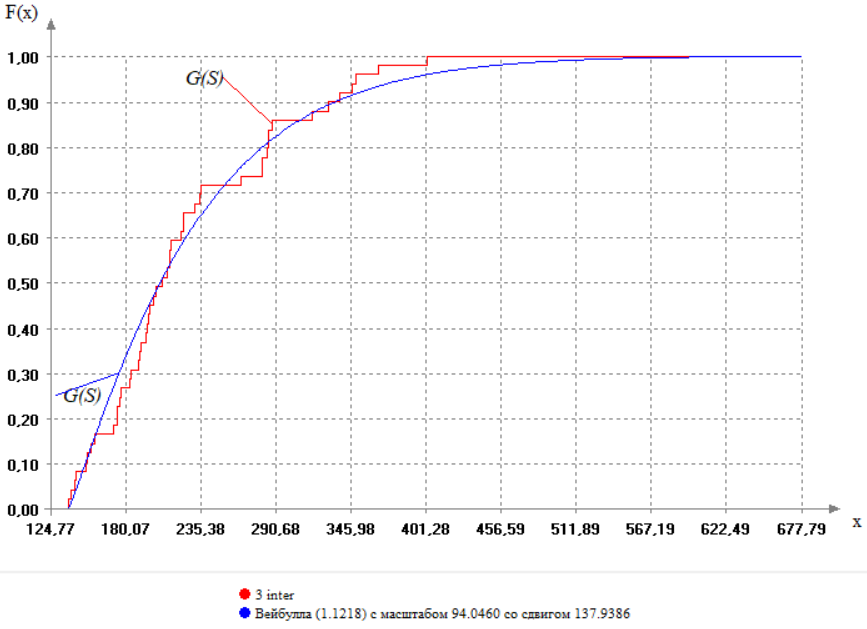 F(x)
1,00
G(S)
0,90
0,80
0,70
0,60
0,50
0,40
0,30
G(S)
0,20
0,10
0,00
124,77 180,07 235,38 290,68 345,98 401,28 456,59 511,89 567,19 622,49 677,79
x
3 inter
Вейбулла (1.1218) с масштабом 94.0460 со сдвигом 137.9386